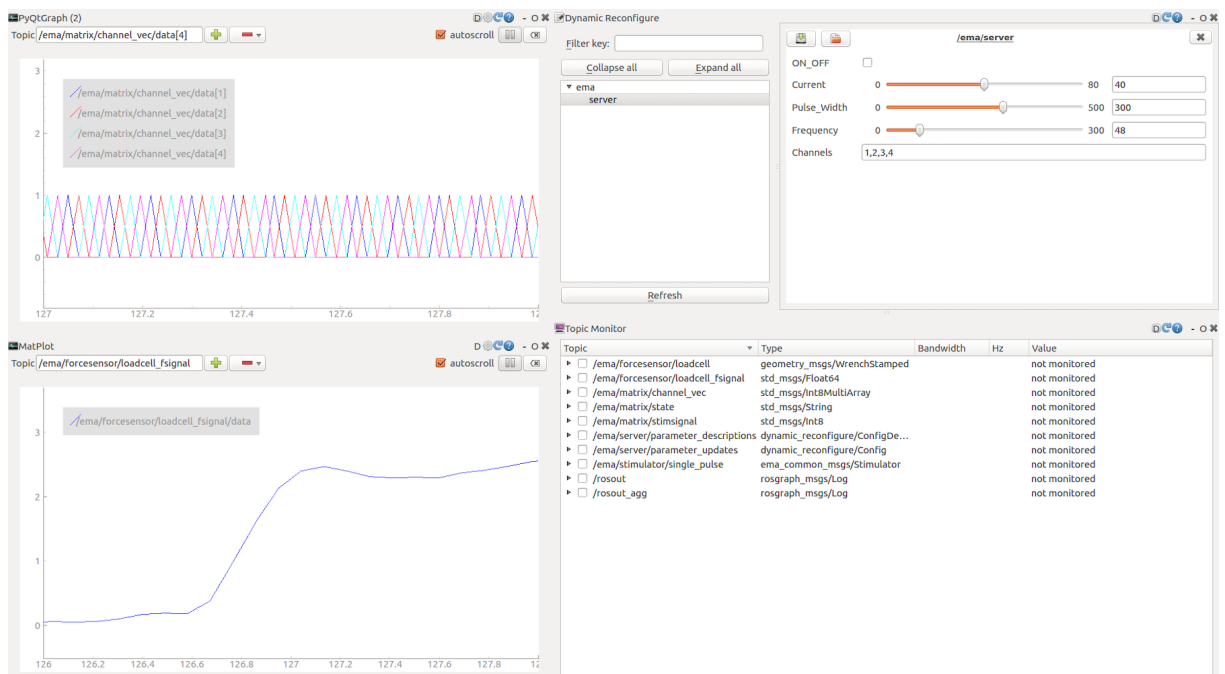 PyQtGraph (2)
D - O ✖
Topic /ema/matrix/channel_vec/data[4]
autoscroll
3
2
1
0
/ema/matrix/channel_vec/data[1]
/ema/matrix/channel_vec/data[2]
/ema/matrix/channel_vec/data[3]
/ema/matrix/channel_vec/data[4]
127 127.2 127.4 127.6 127.8 12
MatPlot
D - O ✖
Topic /ema/forcesensor/loadcell_fsignal
autoscroll
3
2
1
0
/ema/forcesensor/loadcell_fsignal/data
126 126.2 126.4 126.6 126.8 127 127.2 127.4 127.6 127.8 12
Dynamic Reconfigure
D - O ✖
Filter key:
Collapse all Expand all
ema
server
Refresh
/ema/server
ON_OFF
Current 0 80 40
Pulse_Width 0 500 300
Frequency 0 300 48
Channels 1,2,3,4
Topic Monitor
D - O ✖
Topic Type Bandwidth Hz Value
/ema/forcesensor/loadcell geometry_msgs/WrenchStamped not monitored
/ema/forcesensor/loadcell_fsignal std_msgs/Float64 not monitored
/ema/matrix/channel_vec std_msgs/Int8MultiArray not monitored
/ema/matrix/state std_msgs/String not monitored
/ema/matrix/stimsignal std_msgs/Int8 not monitored
/ema/server/parameter_descriptions dynamic_reconfigure/ConfigDe... not monitored
/ema/server/parameter_updates dynamic_reconfigure/Config not monitored
/ema/stimulator/single_pulse ema_common_msgs/Stimulator not monitored
/rosout rosgraph_msgs/Log not monitored
/rosout_agg rosgraph_msgs/Log not monitored